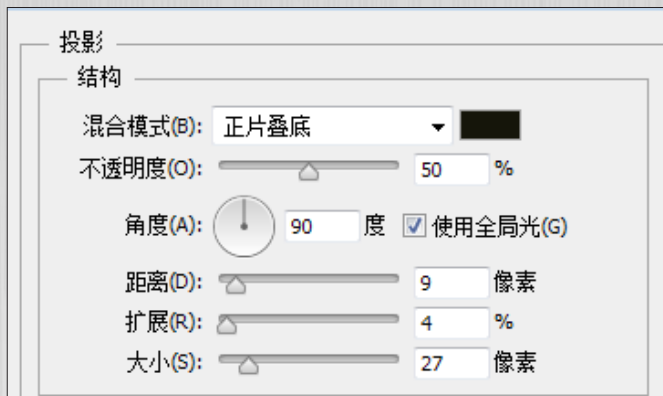 投影
结构
混合模式(B): 正片叠底
不透明度(O): 50 %
角度(A): 90 度 使用全局光(G)
距离(D): 9 像素
扩展(R): 4 %
大小(S): 27 像素